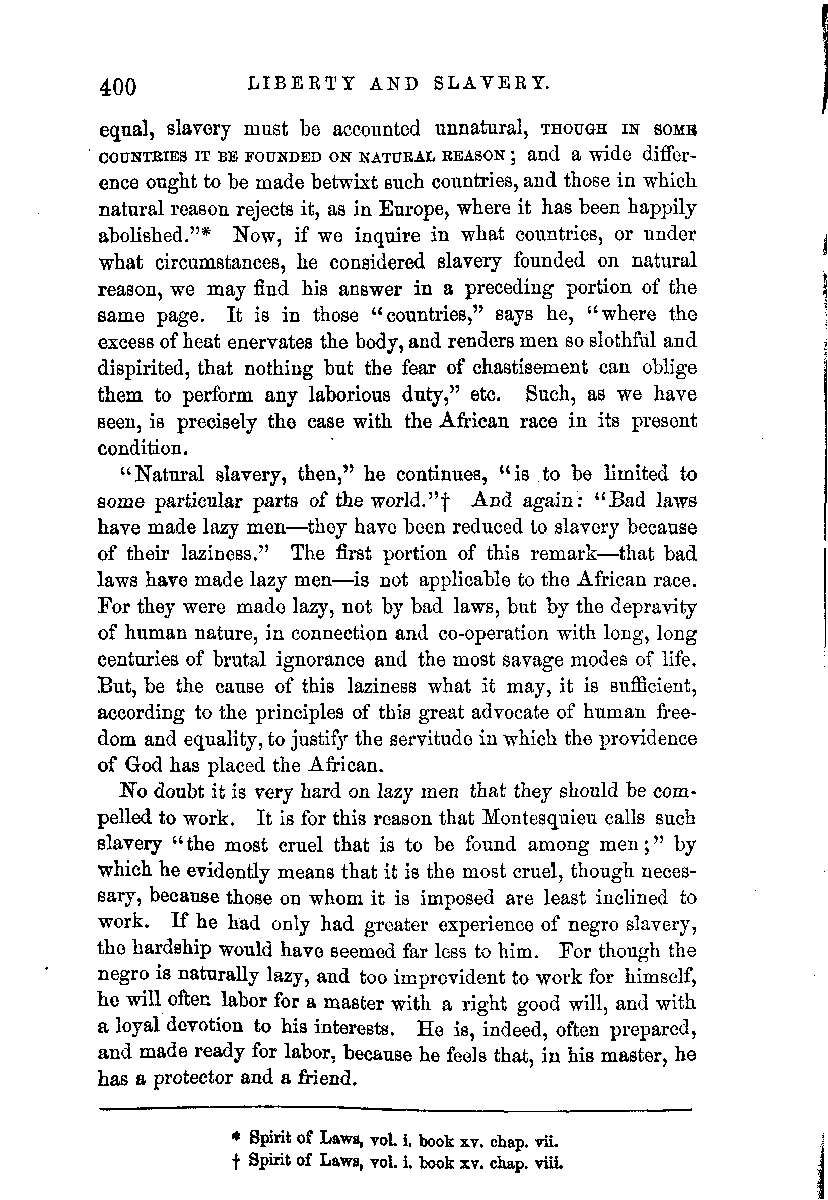 400 LIBERTY AND SLAVERY.
equal, slavery must be accounted unnatural, THOUGH IN SOME
COUNTRIES IT BE FOUNDED ON NATURAL REASON; and a wide differ-
ence ought to be made betwixt such countries, and those in which
natural reason rejects it, as in Europe, where it has been happily
abolished.”* Now, if we inquire in what countries, or under
what circumstances, he considered slavery founded on natural
reason, we may find his answer in a preceding portion of the
same page. It is in those “countries,” says he, “where the
excess of heat enervates the body, and renders men so slothful and
dispirited, that nothing but the fear of chastisement can oblige
them to perform any laborious duty,” etc. Such, as we have
seen, is precisely the case with the African race in its present
condition.
“Natural slavery, then,” he continues, “is to be limited to
some particular parts of the world.”† And again: “Bad laws
have made lazy men—they have been reduced to slavery because
of their laziness.” The first portion of this remark—that bad
laws have made lazy men—is not applicable to the African race.
For they were made lazy, not by bad laws, but by the depravity
of human nature, in connection and co-operation with long, long
centuries of brutal ignorance and the most savage modes of life.
But, be the cause of this laziness what it may, it is sufficient,
according to the principles of this great advocate of human free-
dom and equality, to justify the servitude in which the providence
of God has placed the African.
No doubt it is very hard on lazy men that they should be com-
pelled to work. It is for this reason that Montesquieu calls such
slavery “the most cruel that is to be found among men;” by
which he evidently means that it is the most cruel, though neces-
sary, because those on whom it is imposed are least inclined to
work. If he had only had greater experience of negro slavery,
the hardship would have seemed far less to him. For though the
negro is naturally lazy, and too improvident to work for himself,
he will often labor for a master with a right good will, and with
a loyal devotion to his interests. He is, indeed, often prepared,
and made ready for labor, because he feels that, in his master, he
has a protector and a friend.
* Spirit of Laws, vol. i. book xv. chap. vii.
† Spirit of Laws, vol. i. book xv. chap. viii.